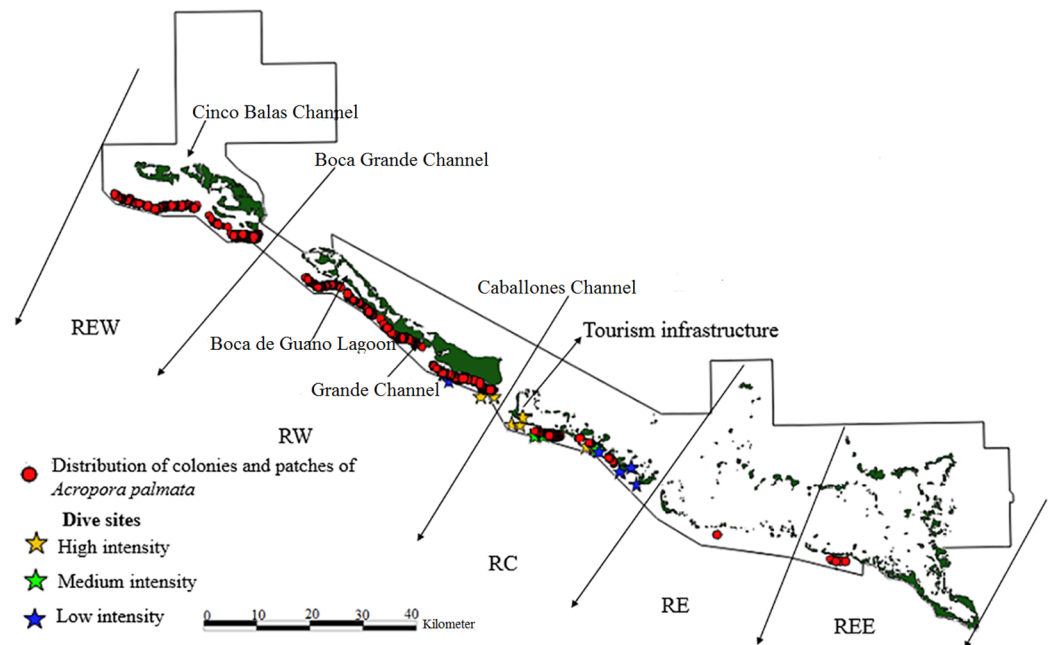 Cinco Balas Channel
Boca Grande Channel
Caballones Channel
Tourism infrastructure
REW
Boca de Guano Lagoon
Grande Channel
RW
RC
RE
REE
Distribution of colonies and patches of
Acropora palmata
Dive sites
High intensity
Medium intensity
Low intensity
0 10 20 30 40 Kilometer